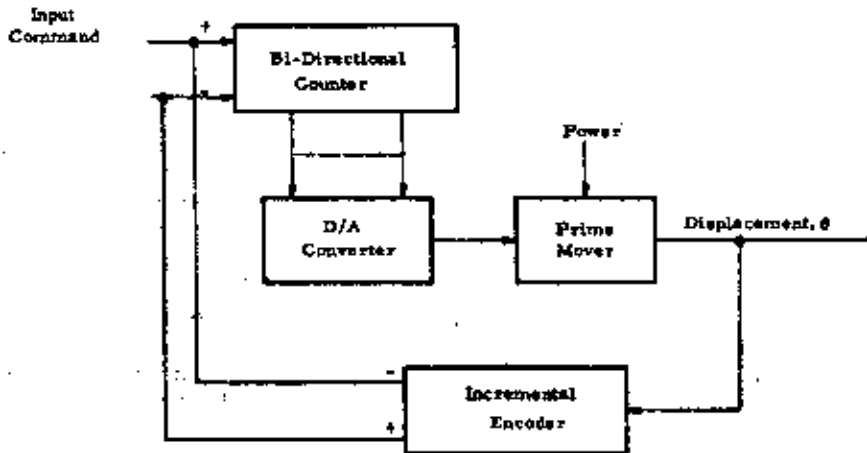 Input
Command
+
-
Bi-Directional
Counter
Power
D/A
Converter
Prime
Mover
Displacement, θ
-
+
Incremental
Encoder